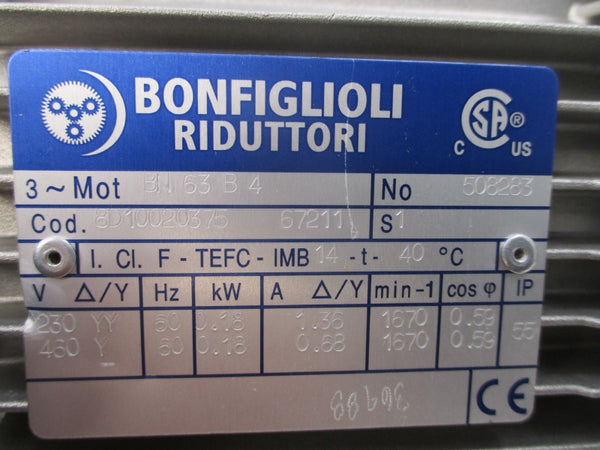 BONFIGLIOLI
RIDUTTORI
C SA ® US
3~Mot BN 63 B 4 No 508283
Cod. 8D10020375 67211 S1
I. Cl. F - TEFC - IMB 14 -t- 40 °C
V Δ/Y Hz kW A Δ/Y min-1 cos φ IP
230 YY 60 0.18 1.36 1670 0.59 55
460 Y 60 0.18 0.68 1670 0.59
CE